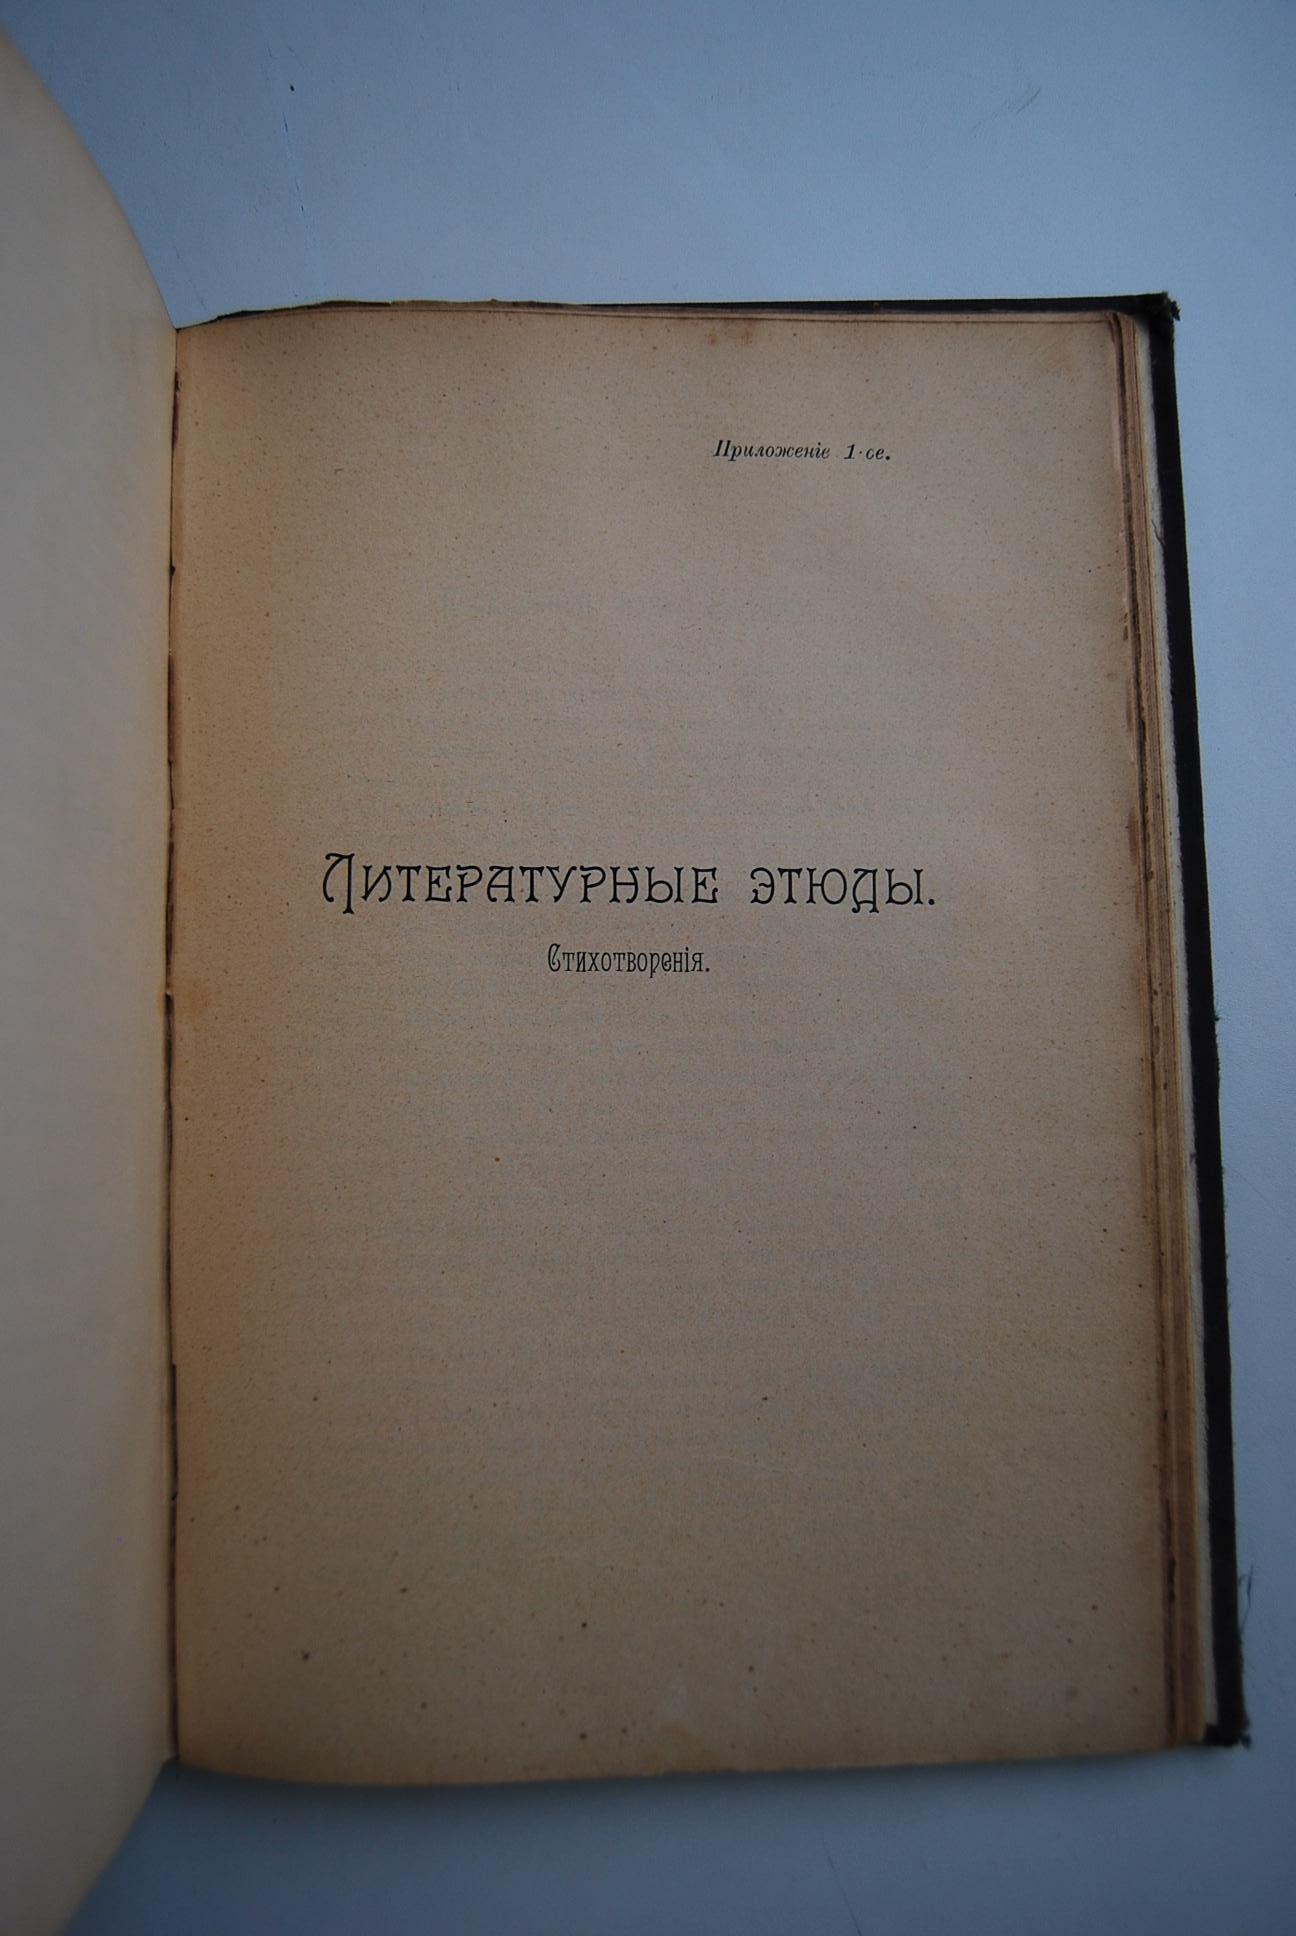 Приложеніе 1-ое.
Литературные этюды.
Стихотворенія.